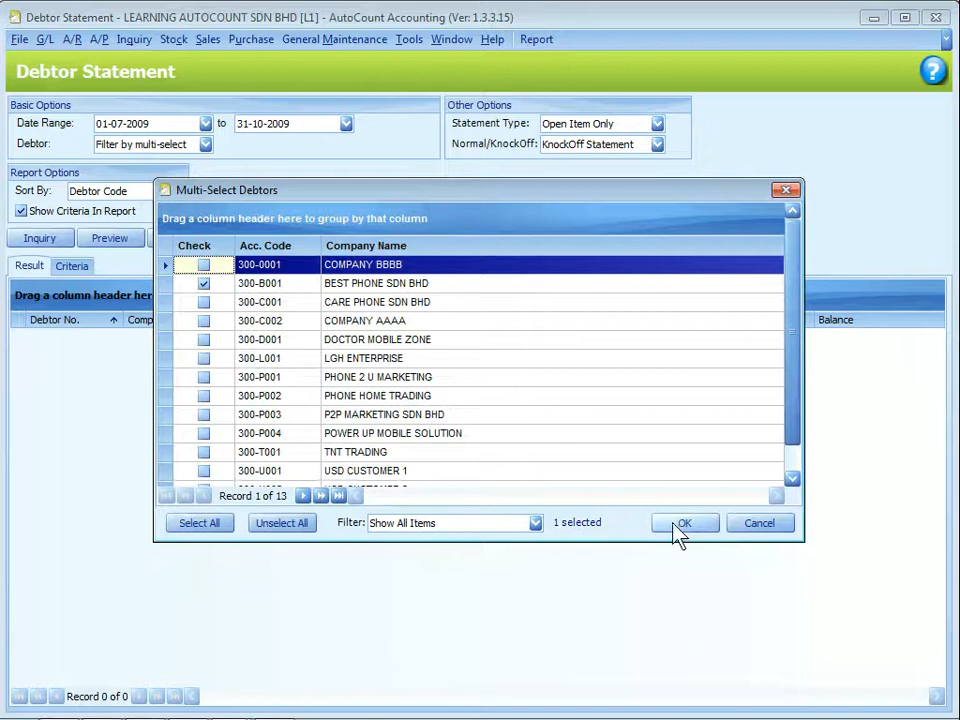 Debtor Statement - LEARNING AUTOCOUNT SDN BHD [L1] - AutoCount Accounting (Ver: 1.3.3.15)
File G/L A/R A/P Inquiry Stock Sales Purchase General Maintenance Tools Window Help Report
Debtor Statement
?
Basic Options
Other Options
Date Range: 01-07-2009 to 31-10-2009
Statement Type: Open Item Only
Debtor: Filter by multi-select
Normal/KnockOff: KnockOff Statement
Report Options
Sort By: Debtor Code
Show Criteria In Report
Inquiry Preview
Result Criteria
Drag a column header her
Debtor No. Comp Balance
Multi-Select Debtors
Drag a column header here to group by that column
Check Acc. Code Company Name
300-0001 COMPANY BBBB
300-B001 BEST PHONE SDN BHD
300-C001 CARE PHONE SDN BHD
300-C002 COMPANY AAAA
300-D001 DOCTOR MOBILE ZONE
300-L001 LGH ENTERPRISE
300-P001 PHONE 2 U MARKETING
300-P002 PHONE HOME TRADING
300-P003 P2P MARKETING SDN BHD
300-P004 POWER UP MOBILE SOLUTION
300-T001 TNT TRADING
300-U001 USD CUSTOMER 1
Record 1 of 13
Select All Unselect All Filter: Show All Items 1 selected OK Cancel
Record 0 of 0